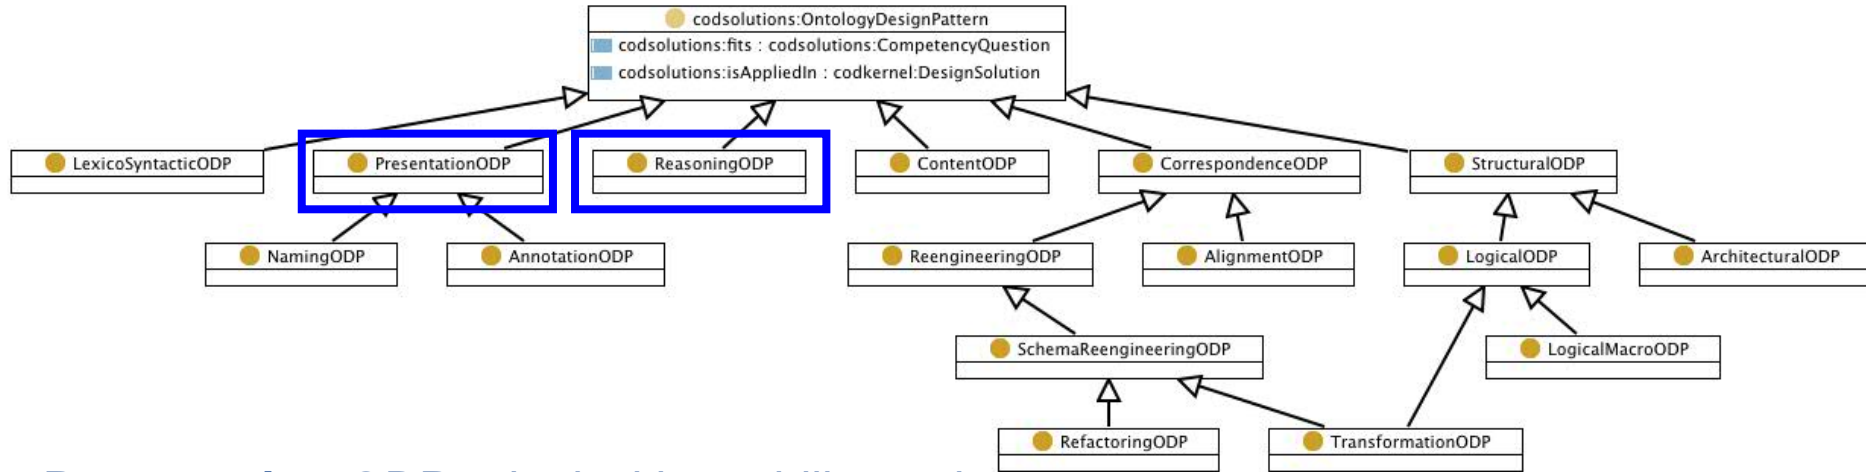 codsolutions:OntologyDesignPattern
codsolutions:fits : codsolutions:CompetencyQuestion
codsolutions:isAppliedIn : codkernel:DesignSolution
LexicoSyntacticODP
PresentationODP
ReasoningODP
ContentODP
CorrespondenceODP
StructuralODP
NamingODP
AnnotationODP
ReengineeringODP
AlignmentODP
LogicalODP
ArchitecturalODP
SchemaReengineeringODP
LogicalMacroODP
RefactoringODP
TransformationODP